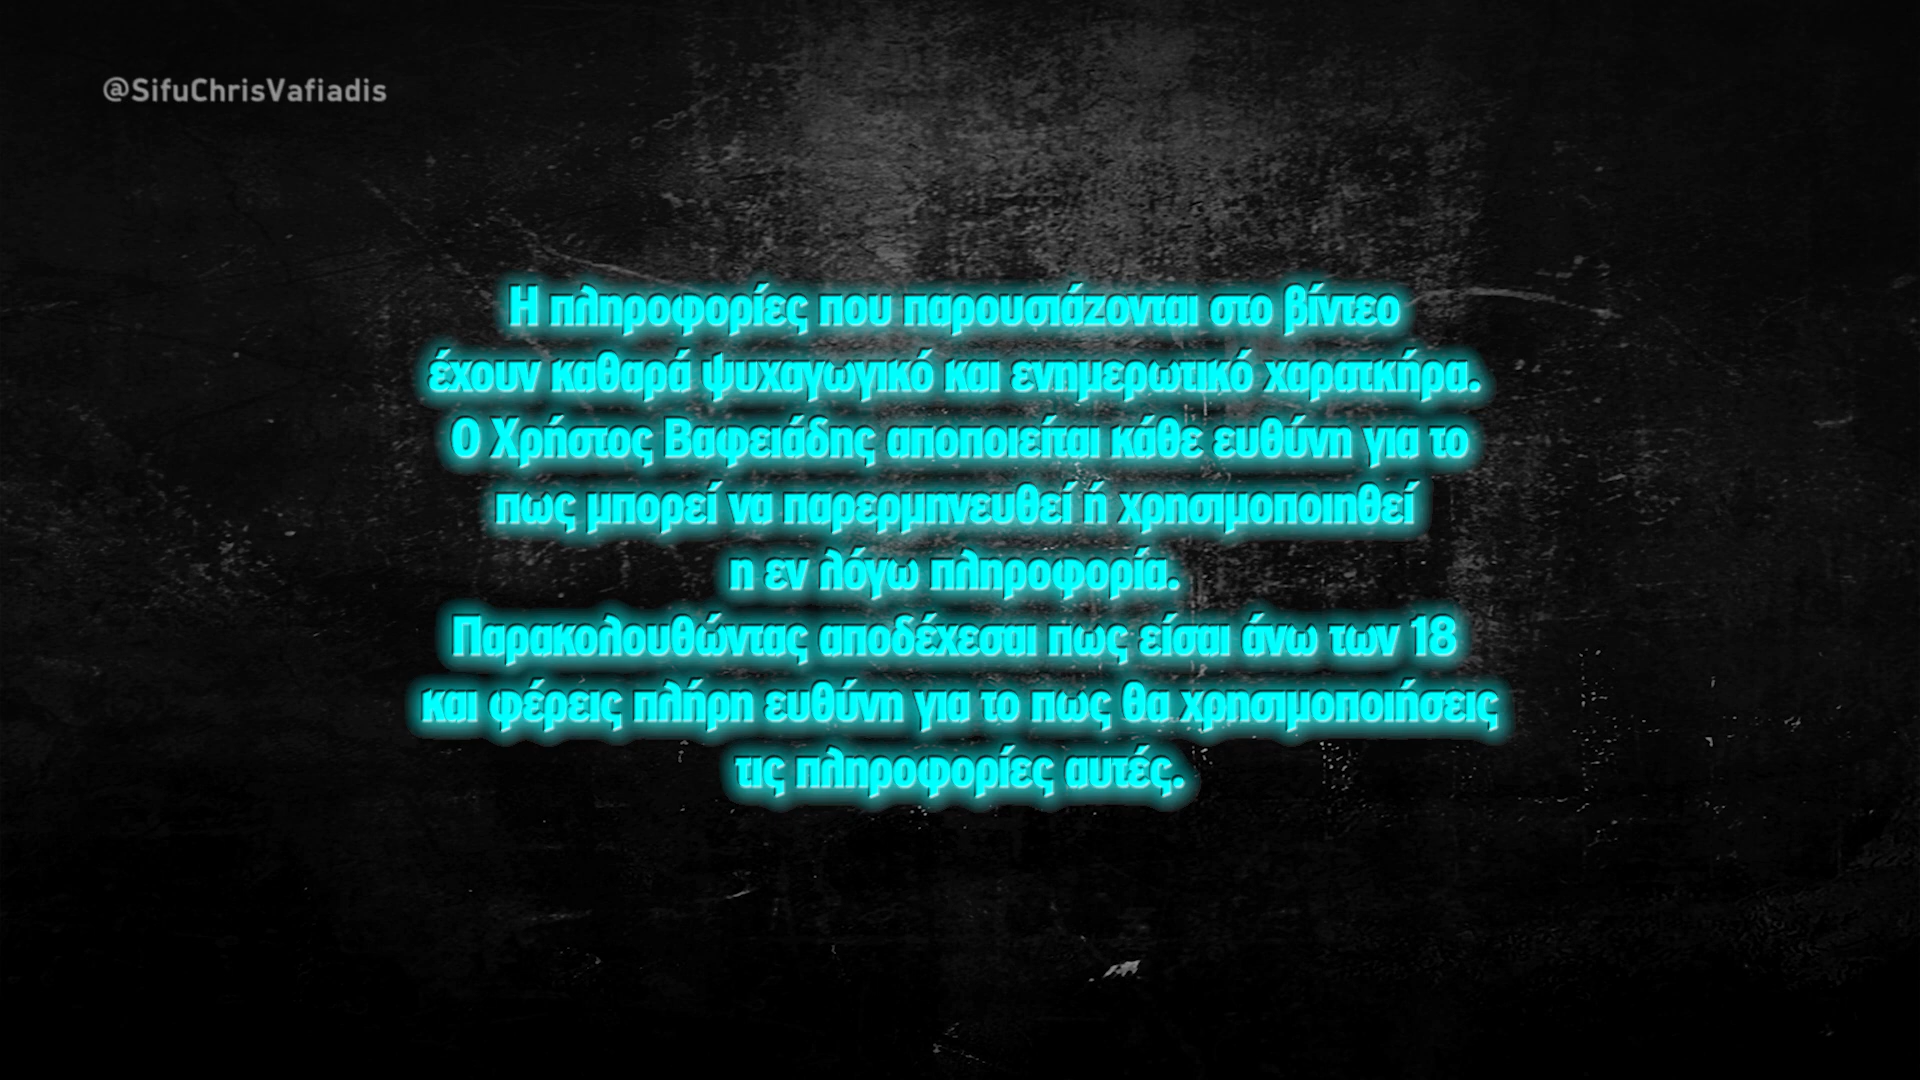 @SifuChrisVafiadis
Η πληροφορίες που παρουσιάζονται στο βίντεο
έχουν καθαρά ψυχαγωγικό και ενημερωτικό χαρατκήρα.
Ο Χρήστος Βαφειάδης αποποιείται κάθε ευθύνη για το
πως μπορεί να παρερμηνευθεί ή χρησιμοποιηθεί
η εν λόγω πληροφορία.
Παρακολουθώντας αποδέχεσαι πως είσαι άνω των 18
και φέρεις πλήρη ευθύνη για το πως θα χρησιμοποιήσεις
τις πληροφορίες αυτές.